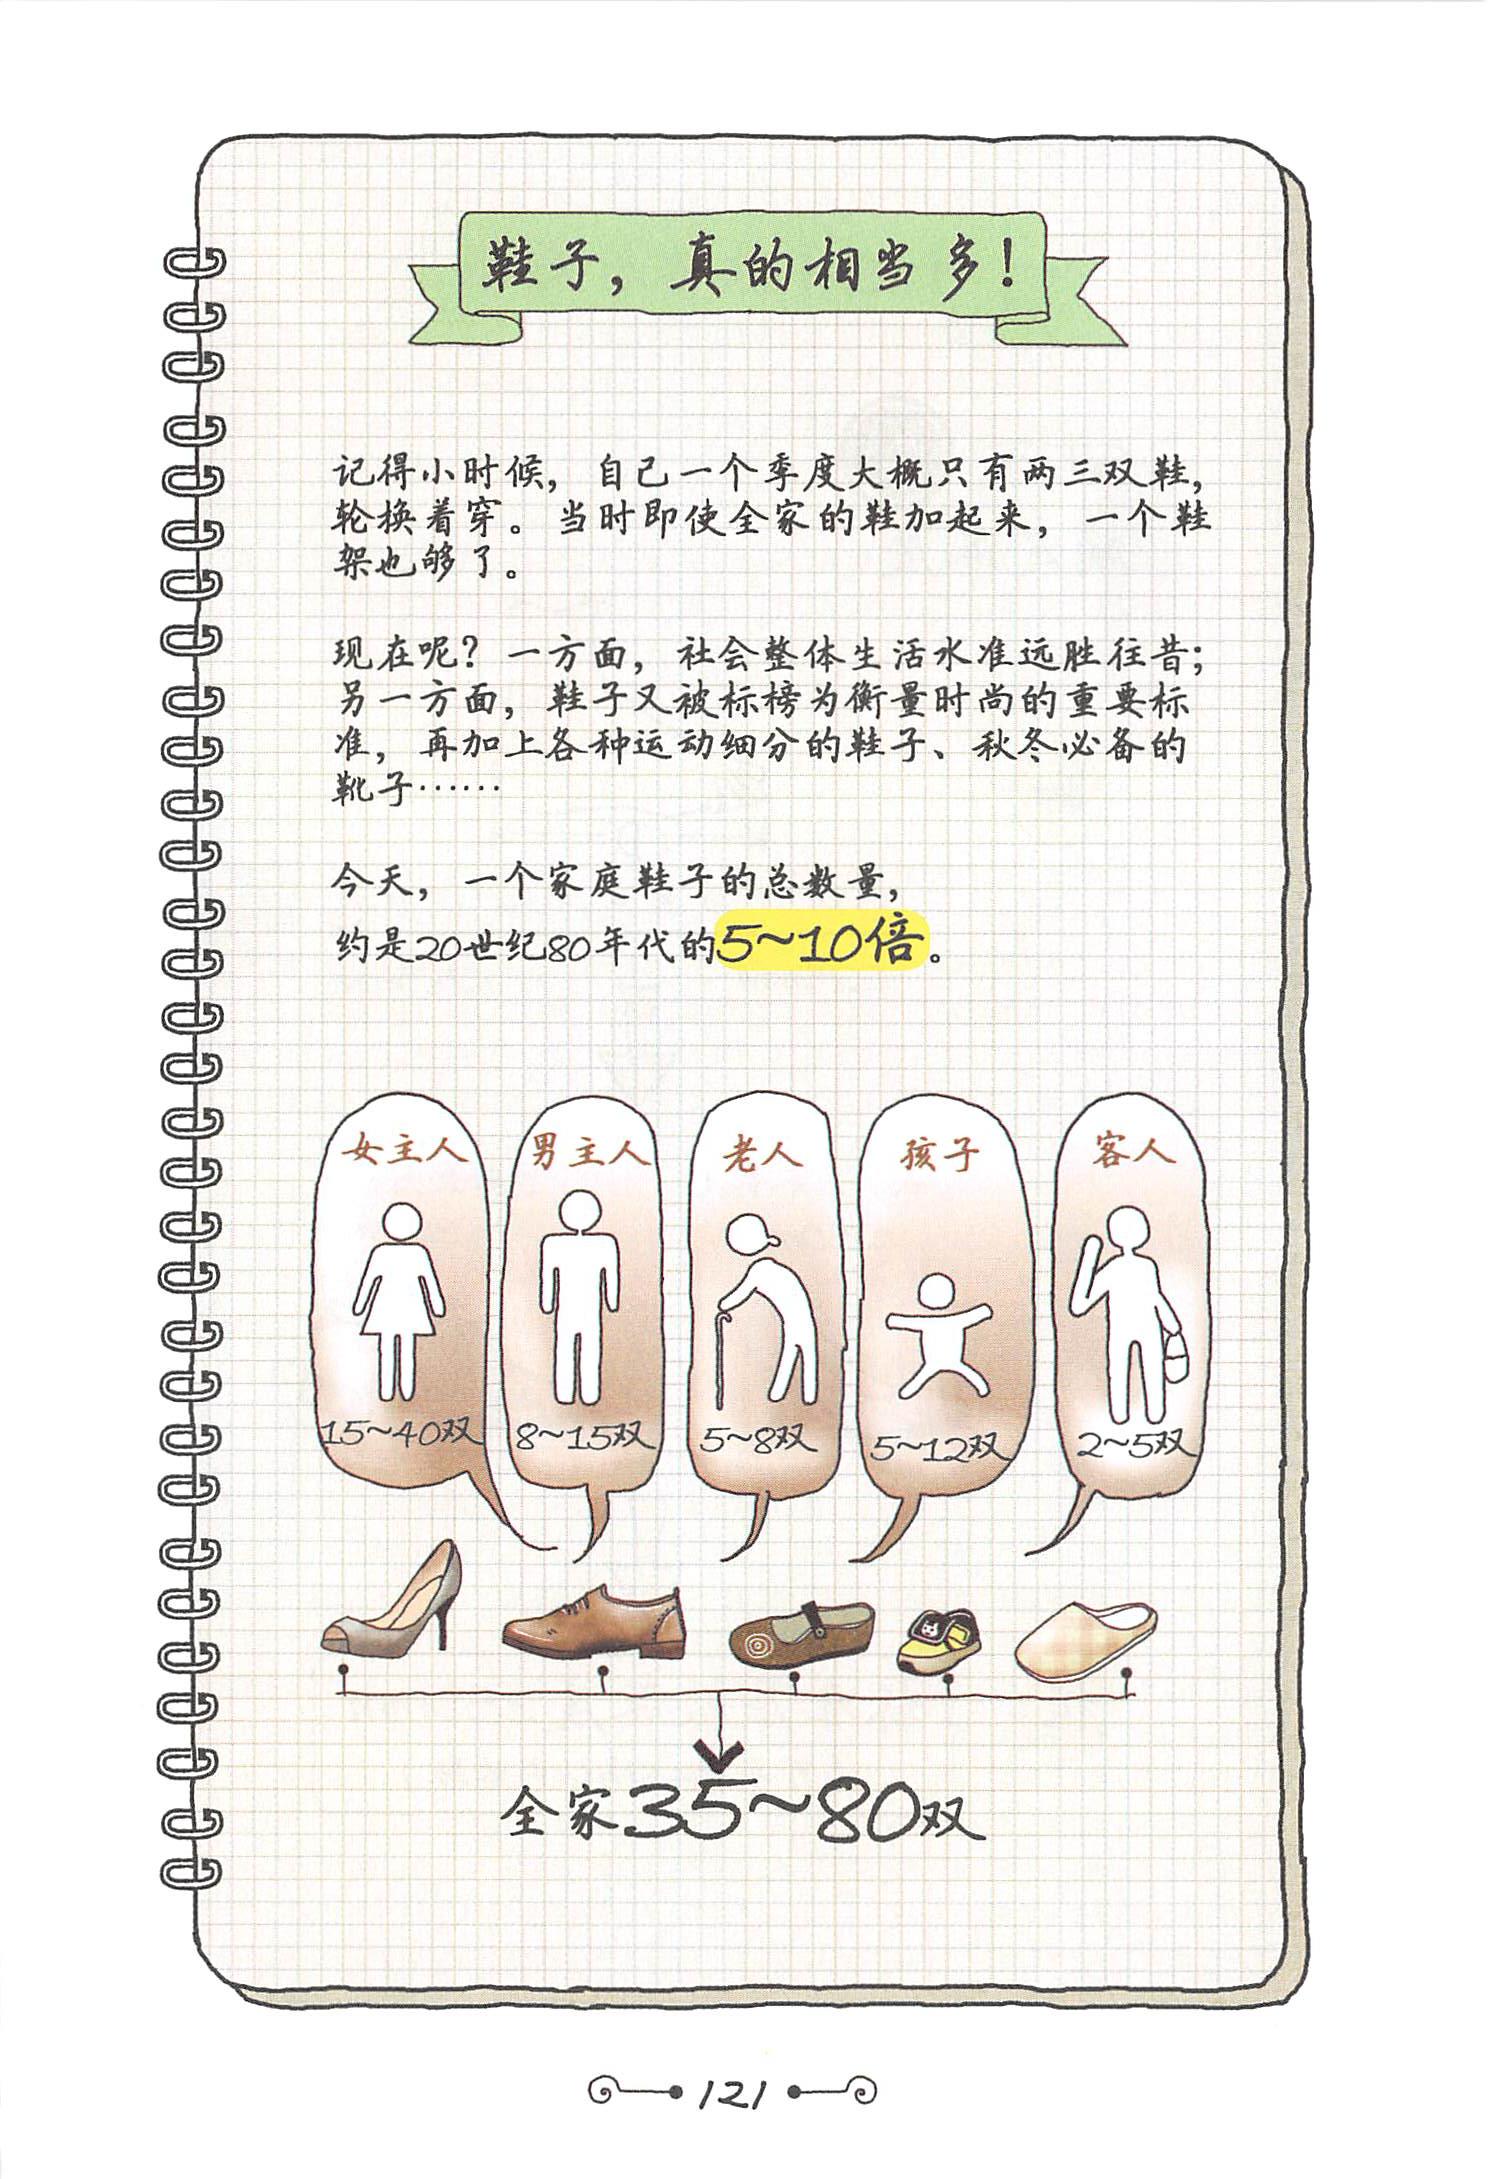 鞋子，真的相当多！
记得小时候，自己一个季度大概只有两三双鞋，
轮换着穿。当时即使全家的鞋加起来，一个鞋
架也够了。
现在呢？一方面，社会整体生活水准远胜往昔；
另一方面，鞋子又被标榜为衡量时尚的重要标
准，再加上各种运动细分的鞋子、秋冬必备的
靴子……
今天，一个家庭鞋子的总数量，
约是20世纪80年代的5~10倍。
女主人
男主人
老人
孩子
客人
15~40双
8~15双
5~8双
5~12双
2~5双
全家35~80双
121